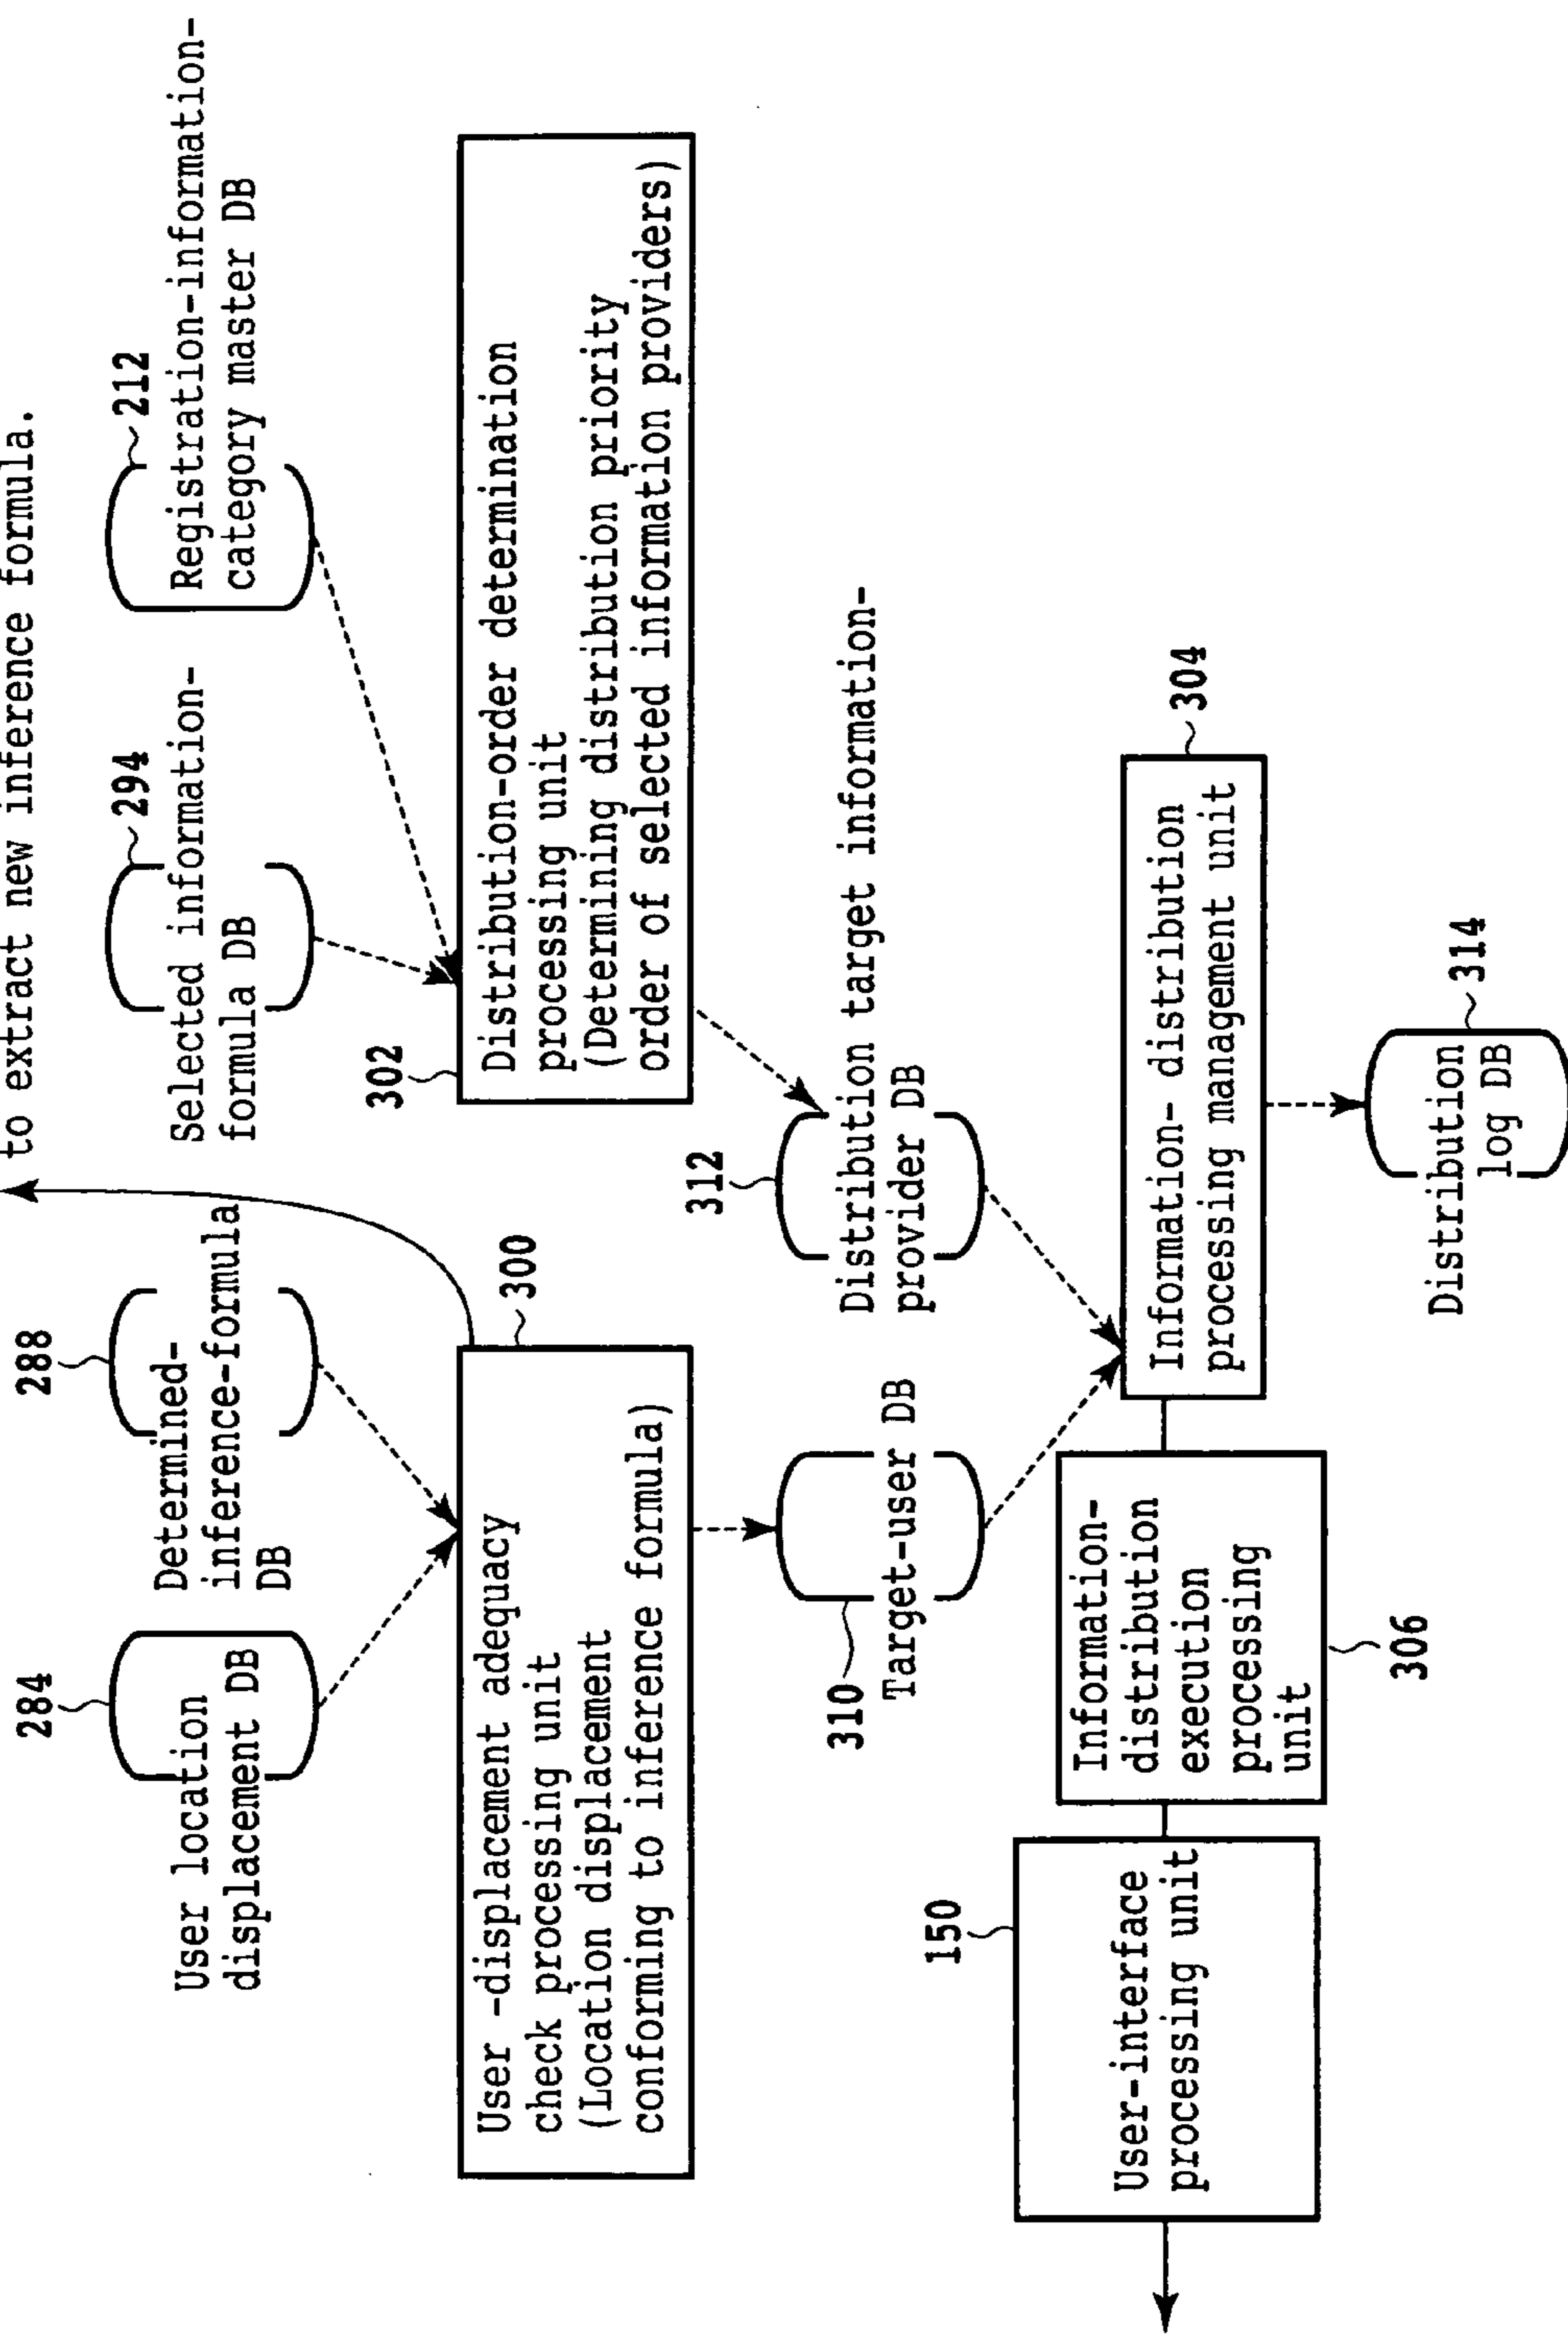 to extract new inference formula.
284
User location
displacement DB
288
Determined-
inference-formula
DB
294
Selected information-
formula DB
212
Registration-information-
category master DB
300
User -displacement adequacy
check processing unit
(Location displacement
conforming to inference formula)
302
Distribution-order determination
processing unit
(Determining distribution priority
order of selected information providers)
310
Target-user DB
312
Distribution target information-
provider DB
150
User-interface
processing unit
Information-
distribution
execution
processing
unit
306
304
Information- distribution
processing management unit
Distribution
log DB
314